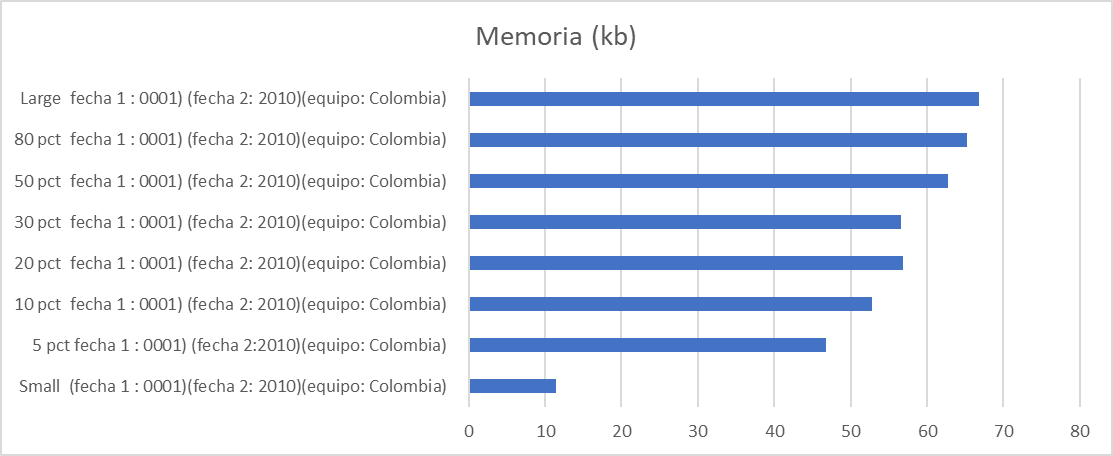 Memoria (kb)
Large  fecha 1 : 0001) (fecha 2: 2010)(equipo: Colombia)
80 pct  fecha 1 : 0001) (fecha 2: 2010)(equipo: Colombia)
50 pct  fecha 1 : 0001) (fecha 2: 2010)(equipo: Colombia)
30 pct  fecha 1 : 0001) (fecha 2: 2010)(equipo: Colombia)
20 pct  fecha 1 : 0001) (fecha 2: 2010)(equipo: Colombia)
10 pct  fecha 1 : 0001) (fecha 2: 2010)(equipo: Colombia)
5 pct fecha 1 : 0001) (fecha 2:2010)(equipo: Colombia)
Small  (fecha 1 : 0001)(fecha 2: 2010)(equipo: Colombia)
0 10 20 30 40 50 60 70 80